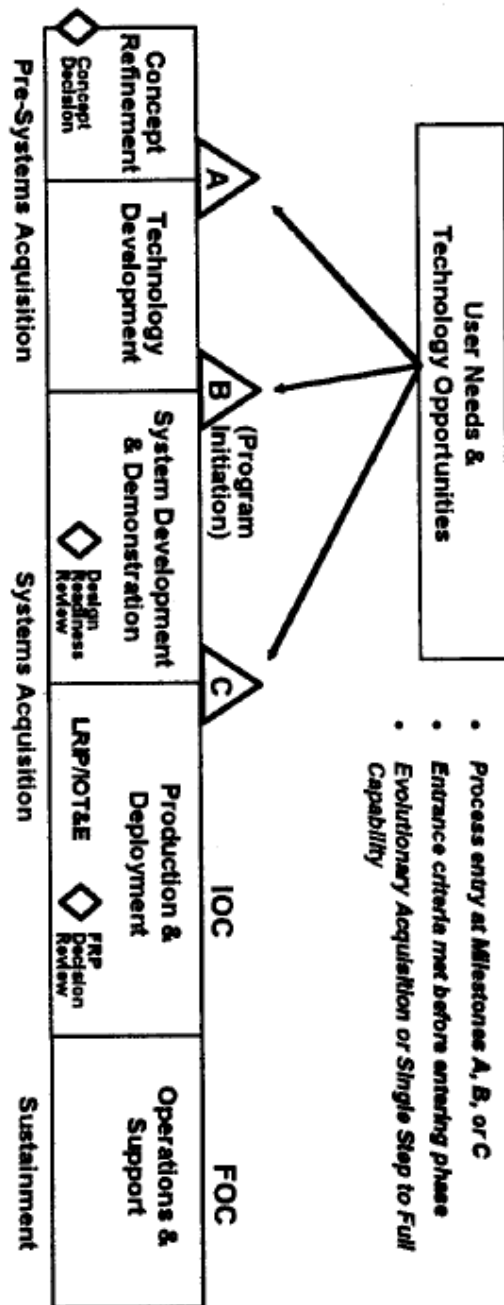 User Needs &
Technology Opportunities
• Process entry at Milestones A, B, or C
• Entrance criteria met before entering phase
• Evolutionary Acquisition or Single Step to Full
Capability
(Program
Initiation)
A
B
C
IOC
FOC
Concept
Refinement
Concept
Decision
Technology
Development
System Development
& Demonstration
Design
Readiness
Review
Production &
Deployment
LRIP/IOT&E
FRP
Decision
Review
Operations &
Support
Pre-Systems Acquisition
Systems Acquisition
Sustainment